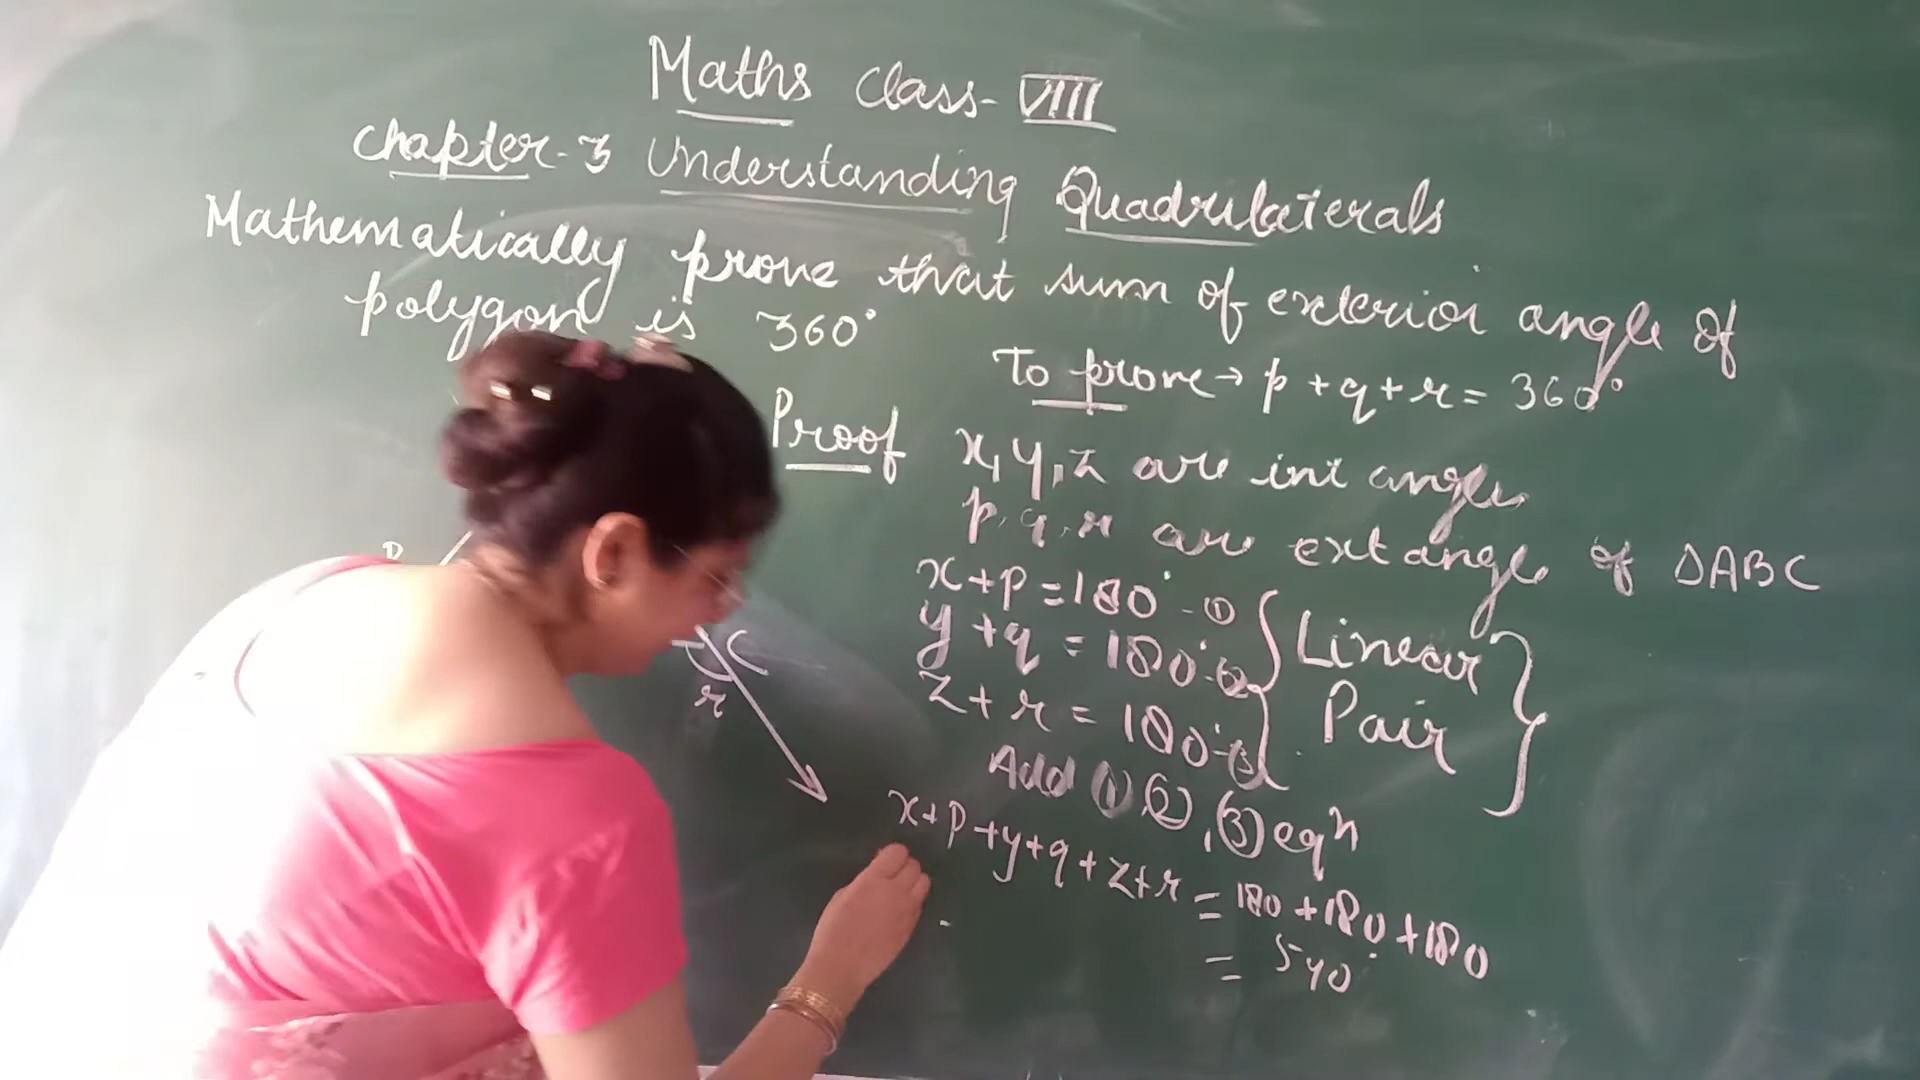 Maths Class-VIII
Chapter-3 Understanding Quadrilaterals
Mathematically prove that sum of exterior angle of
polygon is 360°
To prove→ p+q+r= 360°
Proof x, y, z are int angles
p, q, r are ext angle of ΔABC
x+p=180° -①
y+q = 180° -②
z+r = 180° -③
Linear
Pair
Add ①, ②, ③ eqn
x+p+y+q+z+r = 180+180+180
= 540°
C
r